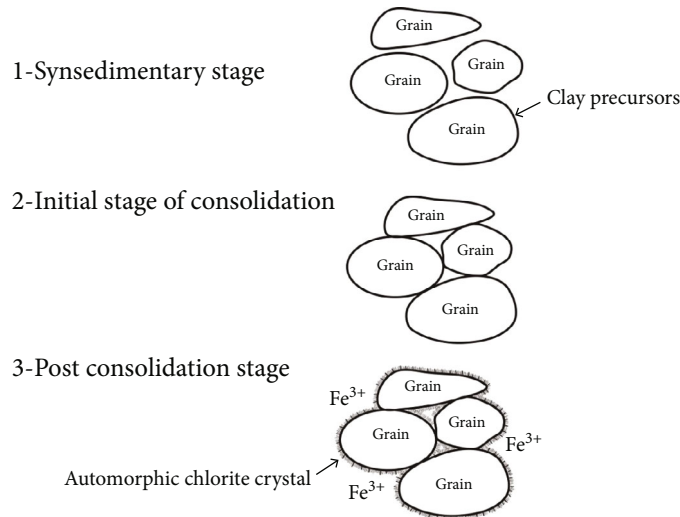 Grain
1-Synsedimentary stage
Grain
Grain
Clay precursors
Grain
2-Initial stage of consolidation
Grain
Grain
Grain
Grain
3-Post consolidation stage
Grain
Fe³⁺
Grain
Grain
Fe³⁺
Automorphic chlorite crystal
Fe³⁺
Grain